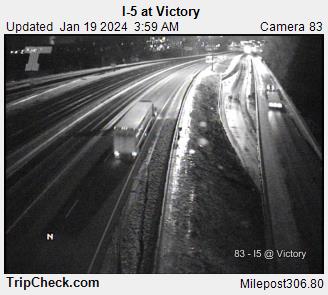 I-5 at Victory
Updated Jan 19 2024 3:59 AM Camera 83
T
N
83 - I5 @ Victory
TripCheck.com Milepost306.80